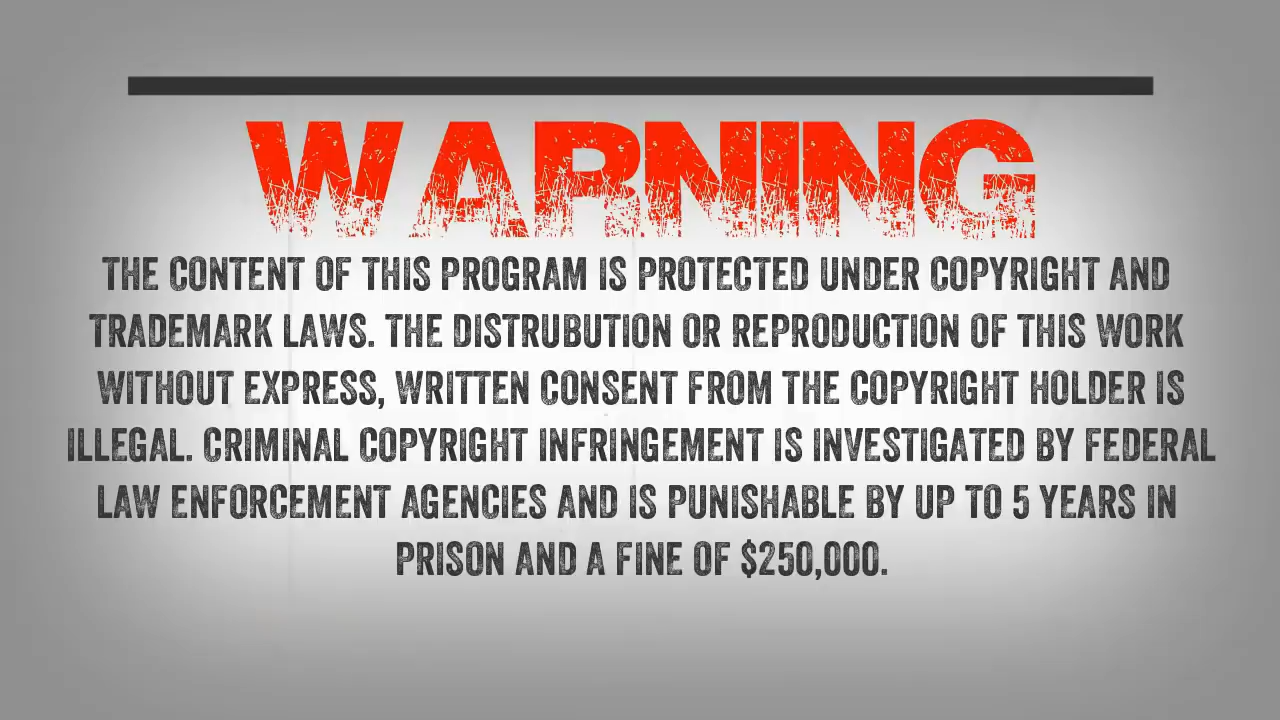 WARNING
THE CONTENT OF THIS PROGRAM IS PROTECTED UNDER COPYRIGHT AND
TRADEMARK LAWS. THE DISTRUBUTION OR REPRODUCTION OF THIS WORK
WITHOUT EXPRESS, WRITTEN CONSENT FROM THE COPYRIGHT HOLDER IS
ILLEGAL. CRIMINAL COPYRIGHT INFRINGEMENT IS INVESTIGATED BY FEDERAL
LAW ENFORCEMENT AGENCIES AND IS PUNISHABLE BY UP TO 5 YEARS IN
PRISON AND A FINE OF $250,000.